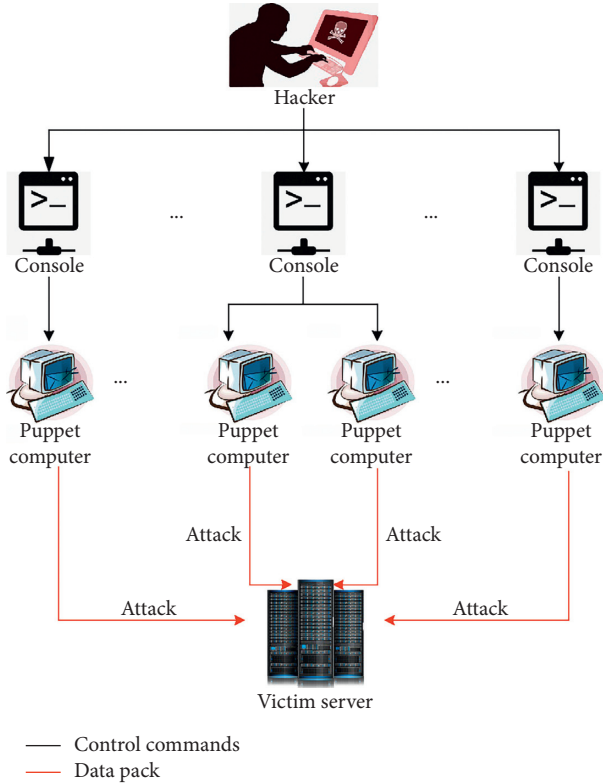 Hacker
>_
...
>_
...
>_
Console
Console
Console
...
...
Puppet
computer
Puppet
computer
Puppet
computer
Puppet
computer
Attack
Attack
Attack
Attack
Victim server
Control commands
Data pack